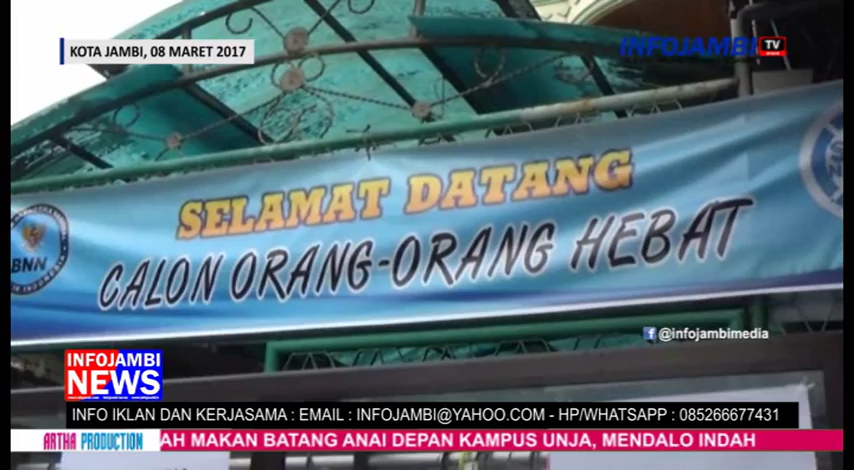 KOTA JAMBI, 08 MARET 2017
INFOJAMBI TV
SELAMAT DATANG
CALON ORANG-ORANG HEBAT
BNN
@infojambimedia
INFOJAMBI
NEWS
INFO IKLAN DAN KERJASAMA : EMAIL : INFOJAMBI@YAHOO.COM - HP/WHATSAPP : 085266677431
ARTHA PRODUCTION
AH MAKAN BATANG ANAI DEPAN KAMPUS UNJA, MENDALO INDAH